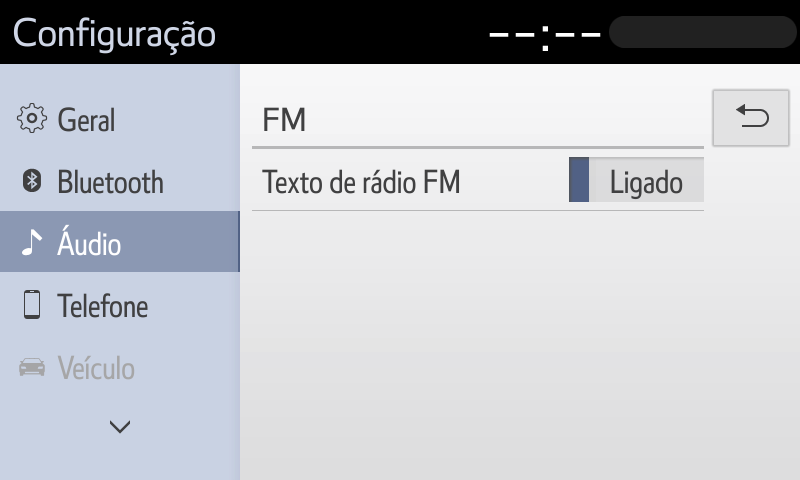 Configuração
--:--
Geral
Bluetooth
Áudio
Telefone
Veículo
FM
Texto de rádio FM
Ligado